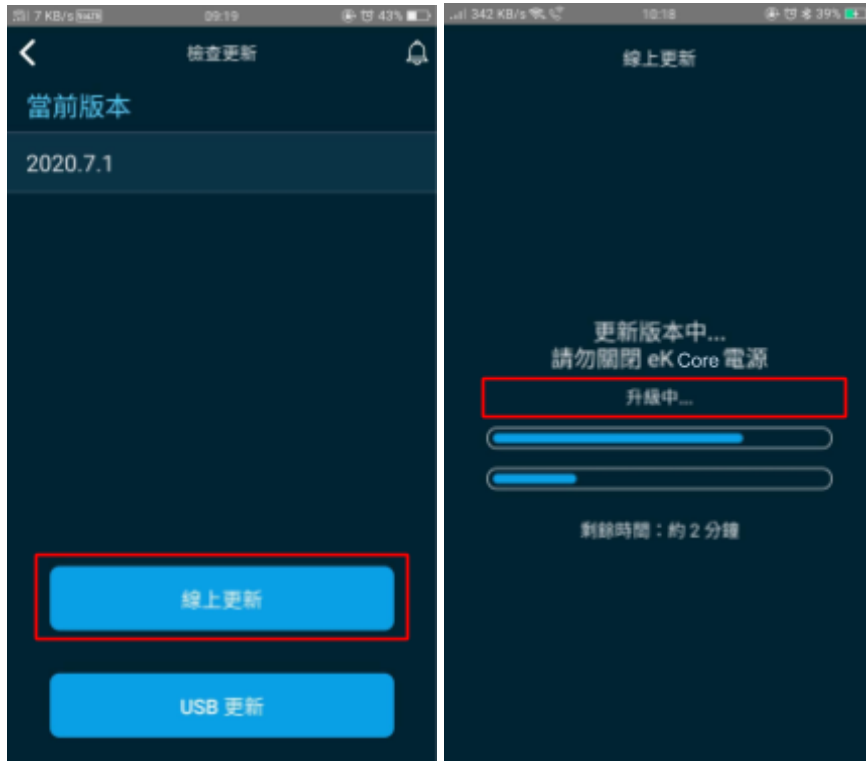 7 KB/s
09:19
43%
檢查更新
當前版本
2020.7.1
線上更新
USB 更新
342 KB/s
10:18
39%
線上更新
更新版本中...
請勿關閉 eK Core 電源
升級中...
剩餘時間：約 2 分鐘